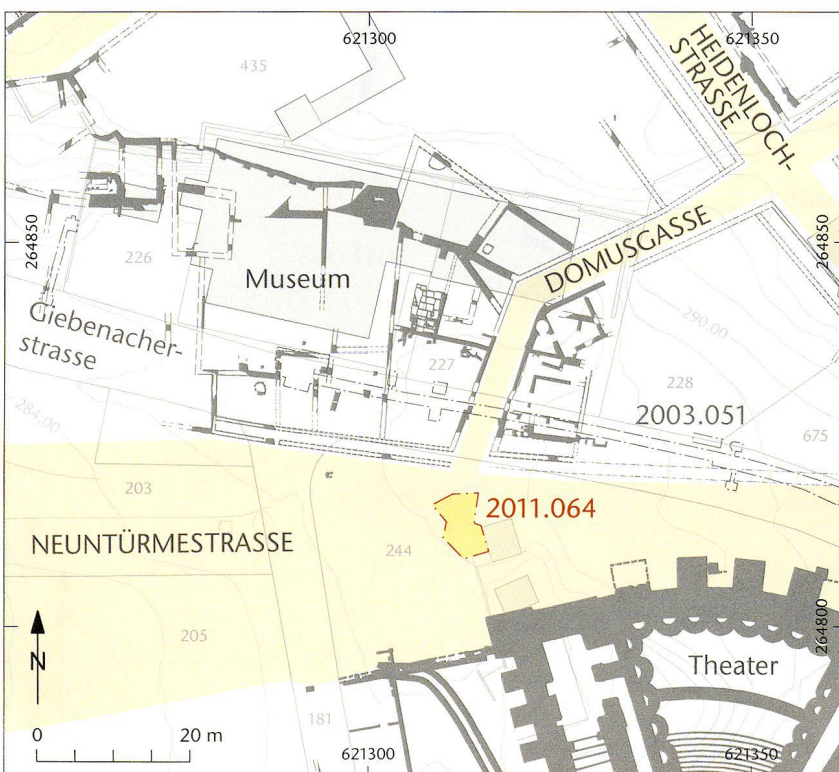 621300
621350
435
HEIDENLOCH-
STRASSE
264850
264850
226
Museum
DOMUSGASSE
Giebenacher-
strasse
290.00
227
228
284.00
2003.051
675
203
2011.064
NEUNTÜRMESTRASSE
244
264800
205
N
Theater
0
20 m
181
621300
621350